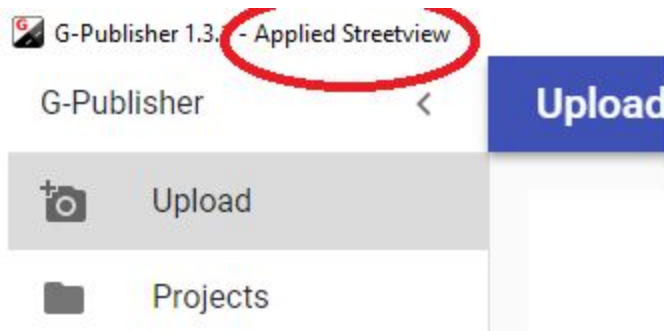 G-Publisher 1.3. - Applied Streetview
G-Publisher <
Upload
Upload
Projects